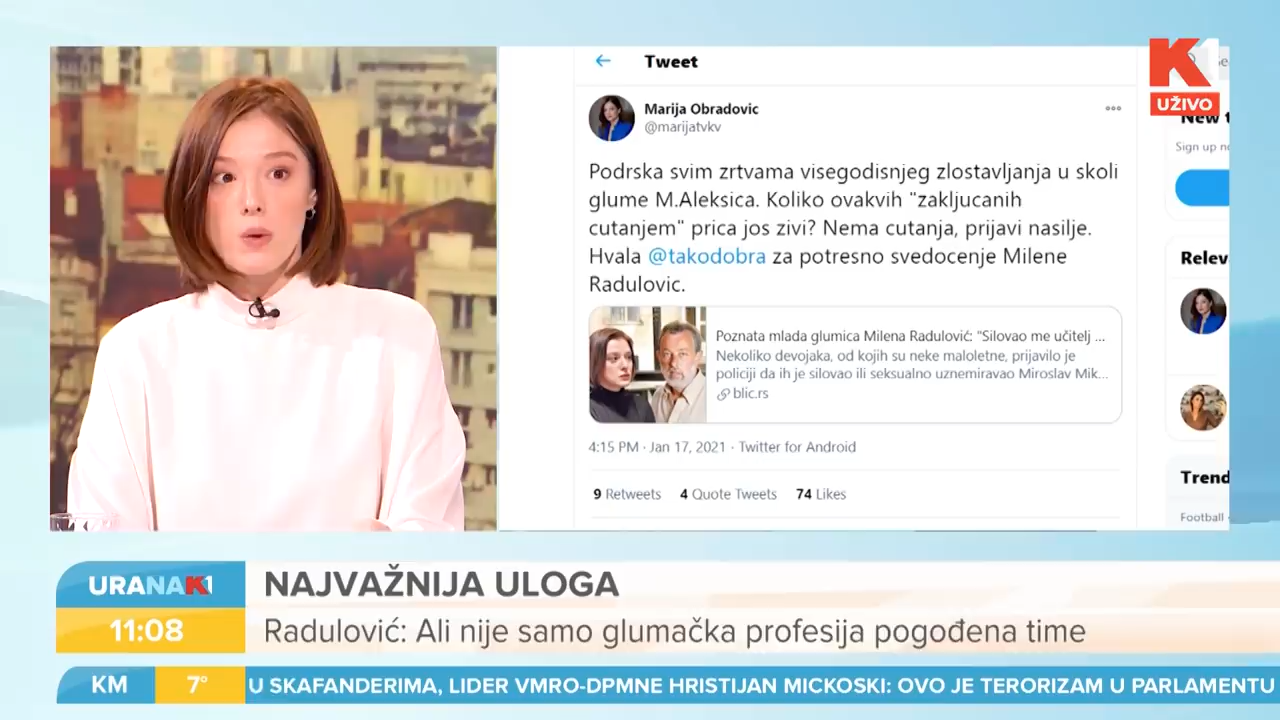 Tweet
K1
UŽIVO
Marija Obradovic
@marijatvkv
Podrska svim zrtvama visegodisnjeg zlostavljanja u skoli
glume M.Aleksica. Koliko ovakvih "zakljucanih
cutanjem" prica jos zivi? Nema cutanja, prijavi nasilje.
Hvala @takodobra za potresno svedocenje Milene
Radulovic.
Poznata mlada glumica Milena Radulović: "Silovao me učitelj ...
Nekoliko devojaka, od kojih su neke maloletne, prijavilo je
policiji da ih je silovao ili seksualno uznemiravao Miroslav Mik...
blic.rs
4:15 PM · Jan 17, 2021 · Twitter for Android
9 Retweets 4 Quote Tweets 74 Likes
New t
Sign up n
Relev
Trend
Football
URANAK1
11:08
NAJVAŽNIJA ULOGA
Radulović: Ali nije samo glumačka profesija pogođena time
KM 7° U SKAFANDERIMA, LIDER VMRO-DPMNE HRISTIJAN MICKOSKI: OVO JE TERORIZAM U PARLAMENTU